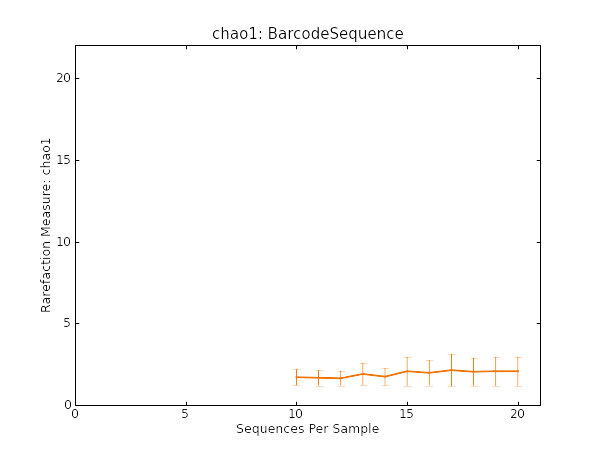 chao1: BarcodeSequence
Rarefaction Measure: chao1
20
15
10
5
0
0 5 10 15 20
Sequences Per Sample